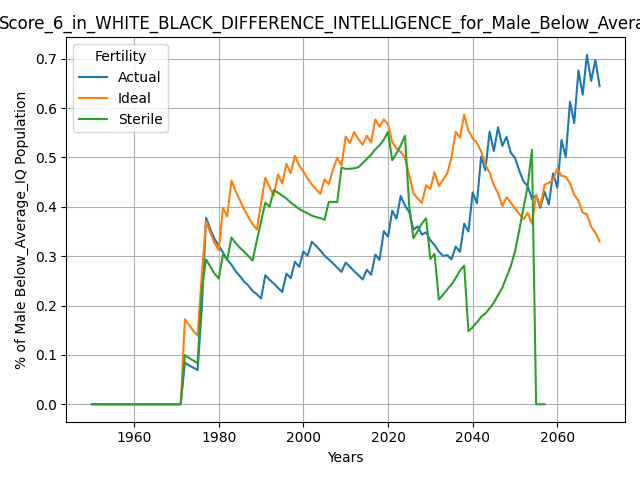 Score_6_in_WHITE_BLACK_DIFFERENCE_INTELLIGENCE_for_Male_Below_Avera
Fertility
Actual
Ideal
Sterile
% of Male Below_Average_IQ Population
0.7
0.6
0.5
0.4
0.3
0.2
0.1
0.0
1960 1980 2000 2020 2040 2060
Years